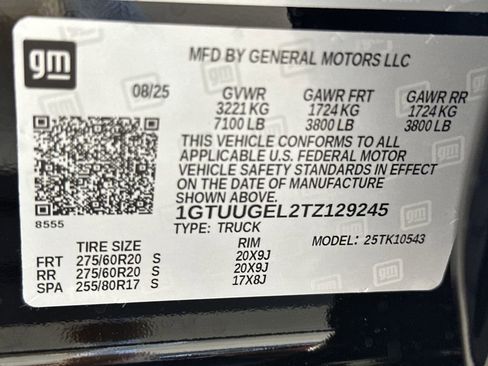 gm
MFD BY GENERAL MOTORS LLC
08/25 GVWR GAWR FRT GAWR RR
3221 KG 1724 KG 1724 KG
7100 LB 3800 LB 3800 LB
THIS VEHICLE CONFORMS TO ALL
APPLICABLE U.S. FEDERAL MOTOR
VEHICLE SAFETY STANDARDS IN EFFECT
ON THE DATE OF MANUFACTURE
SHOWN ABOVE.
8555 1GTUUGEL2TZ129245
TYPE: TRUCK MODEL: 25TK10543
TIRE SIZE RIM
FRT 275/60R20 S 20X9J
RR 275/60R20 S 20X9J
SPA 255/80R17 S 17X8J